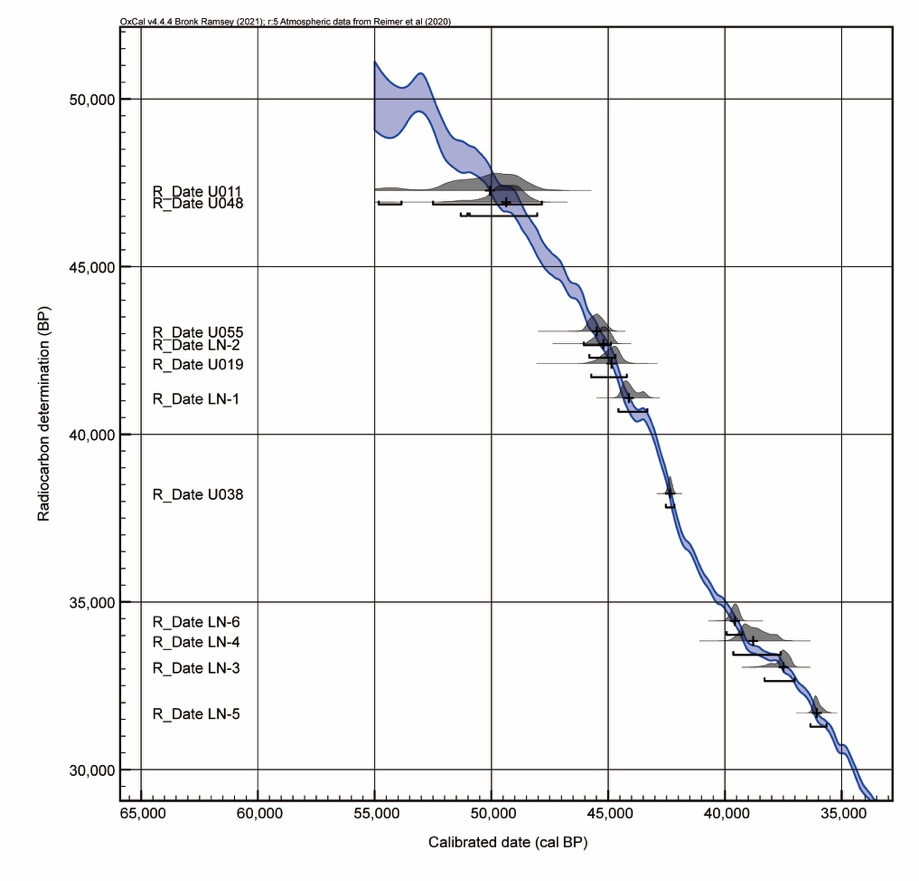 OxCal v4.4.4 Bronk Ramsey (2021); r:5 Atmospheric data from Reimer et al (2020)
50,000
R_Date U011
R_Date U048
45,000
R_Date U055
R_Date LN-2
R_Date U019
R_Date LN-1
40,000
R_Date U038
35,000
R_Date LN-6
R_Date LN-4
R_Date LN-3
R_Date LN-5
30,000
Radiocarbon determination (BP)
65,000 60,000 55,000 50,000 45,000 40,000 35,000
Calibrated date (cal BP)